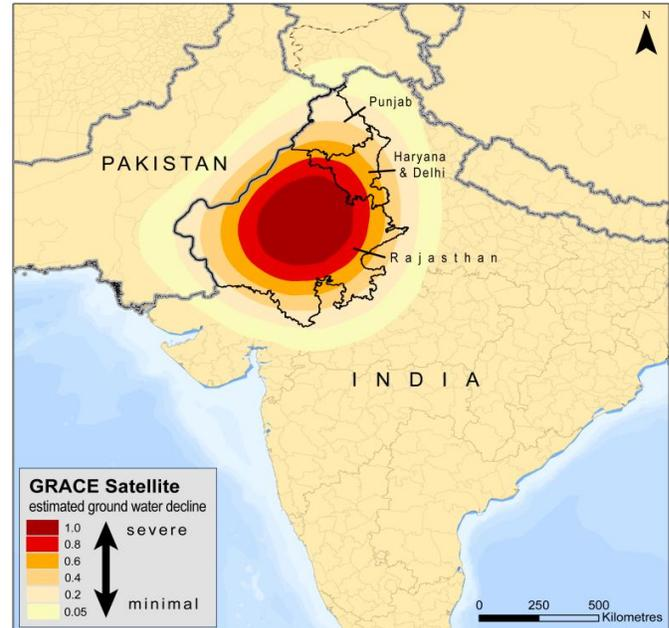 N
Punjab
PAKISTAN
Haryana
& Delhi
Rajasthan
INDIA
GRACE Satellite
estimated ground water decline
1.0
severe
0.8
0.6
0.4
0.2
minimal
0.05
0 250 500
Kilometres